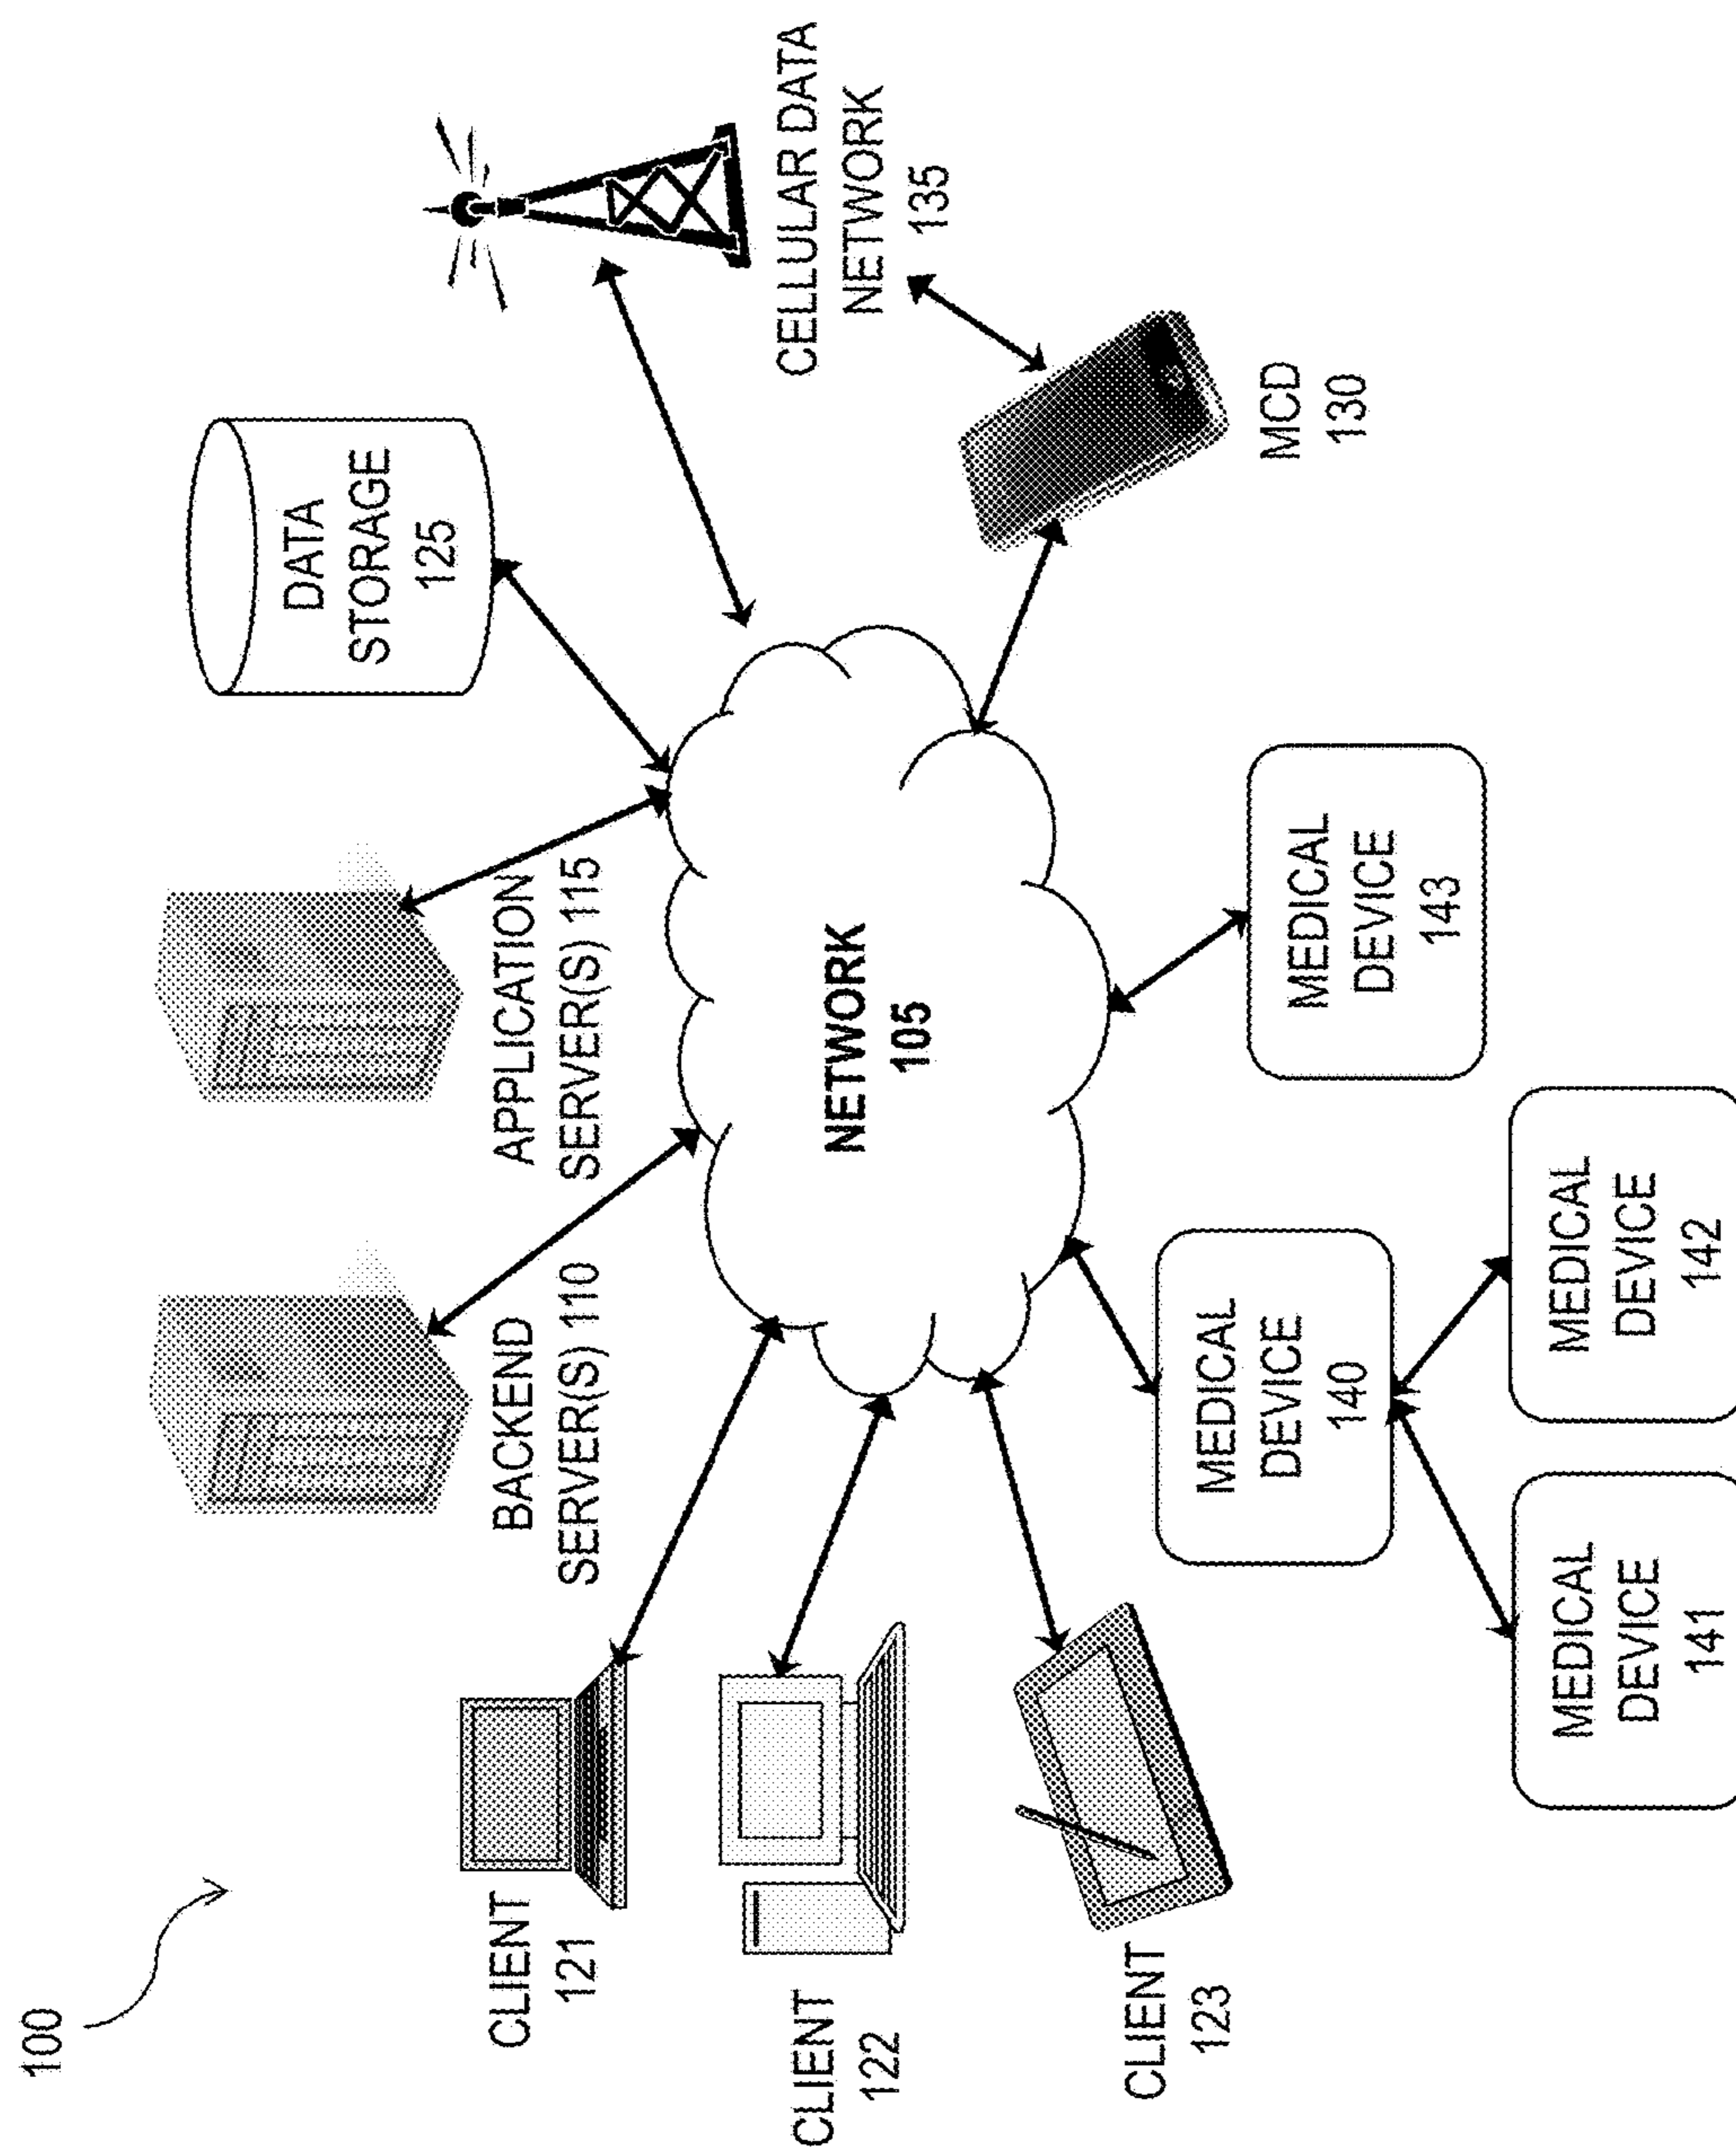 100
BACKEND
SERVER(S) 110
APPLICATION
SERVER(S) 115
DATA
STORAGE
125
CLIENT
121
CLIENT
122
CLIENT
123
NETWORK
105
CELLULAR DATA
NETWORK
135
MCD
130
MEDICAL
DEVICE
140
MEDICAL
DEVICE
143
MEDICAL
DEVICE
141
MEDICAL
DEVICE
142